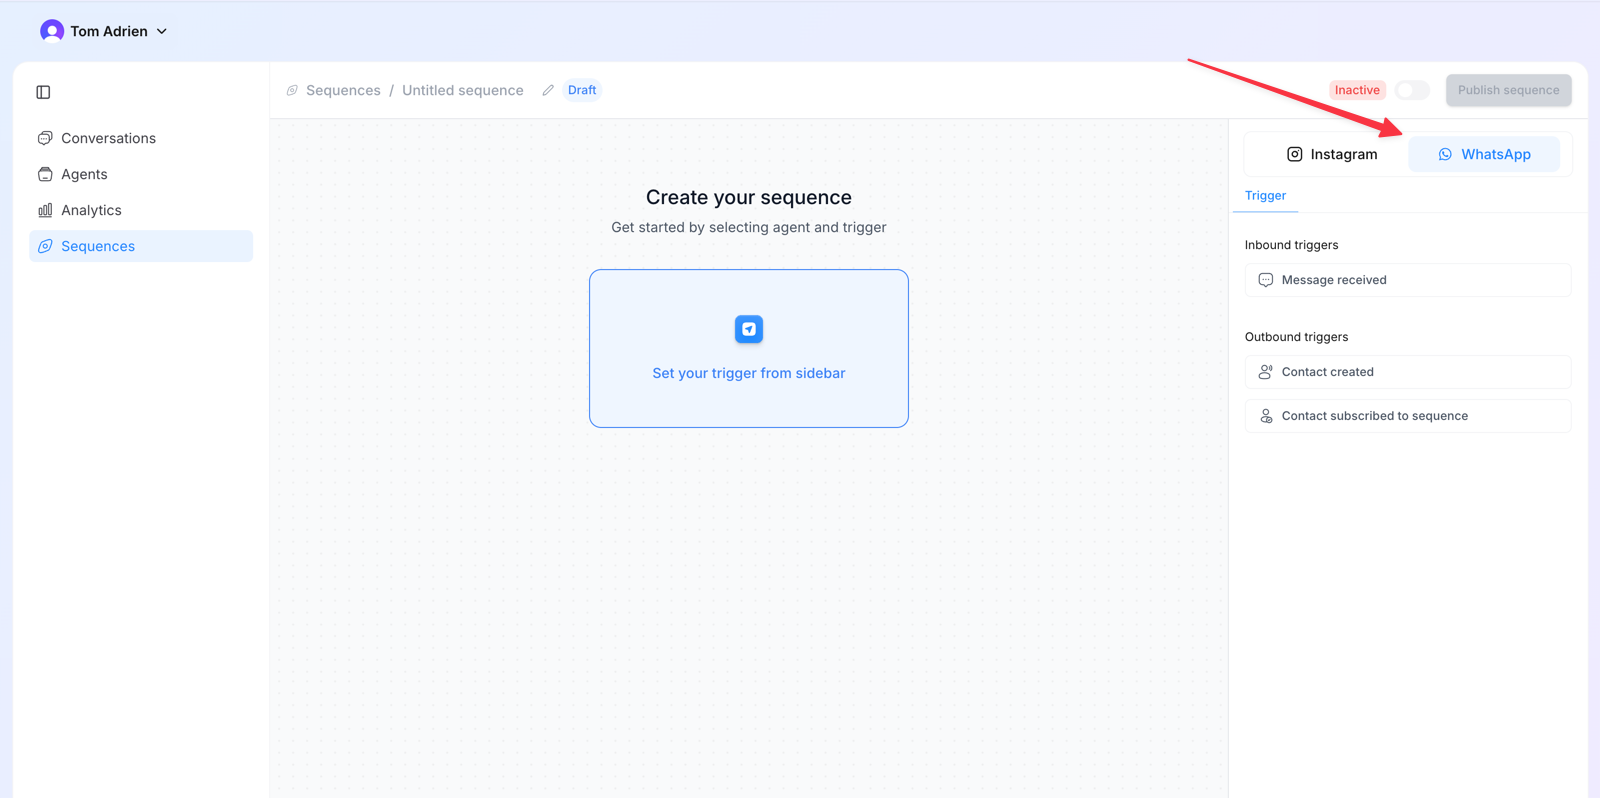 Tom Adrien
Conversations
Agents
Analytics
Sequences
Sequences / Untitled sequence Draft
Inactive
Publish sequence
Create your sequence
Get started by selecting agent and trigger
Set your trigger from sidebar
Instagram
WhatsApp
Trigger
Inbound triggers
Message received
Outbound triggers
Contact created
Contact subscribed to sequence